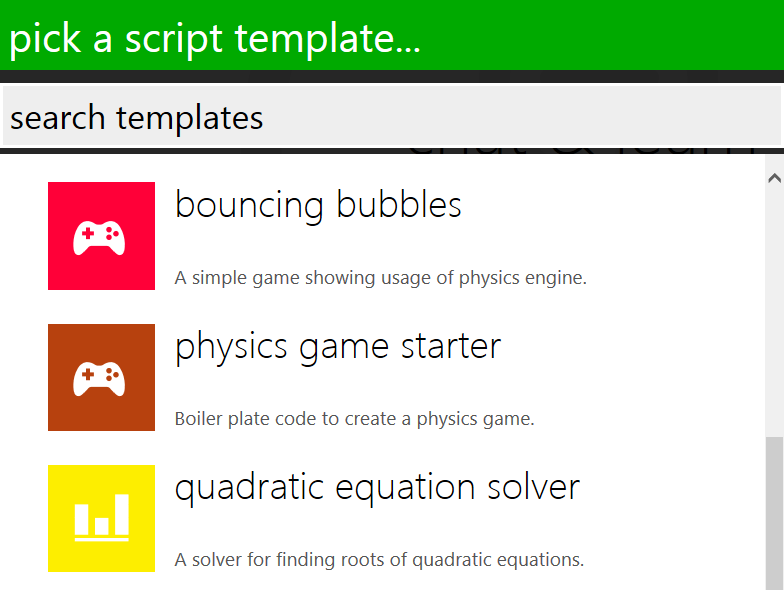 pick a script template...
search templates
bouncing bubbles
A simple game showing usage of physics engine.
physics game starter
Boiler plate code to create a physics game.
quadratic equation solver
A solver for finding roots of quadratic equations.